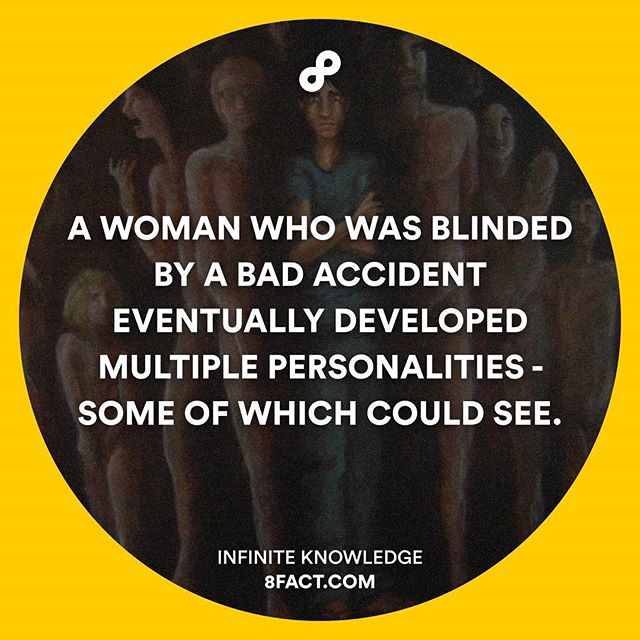 A WOMAN WHO WAS BLINDED
BY A BAD ACCIDENT
EVENTUALLY DEVELOPED
MULTIPLE PERSONALITIES -
SOME OF WHICH COULD SEE.
INFINITE KNOWLEDGE
8FACT.COM